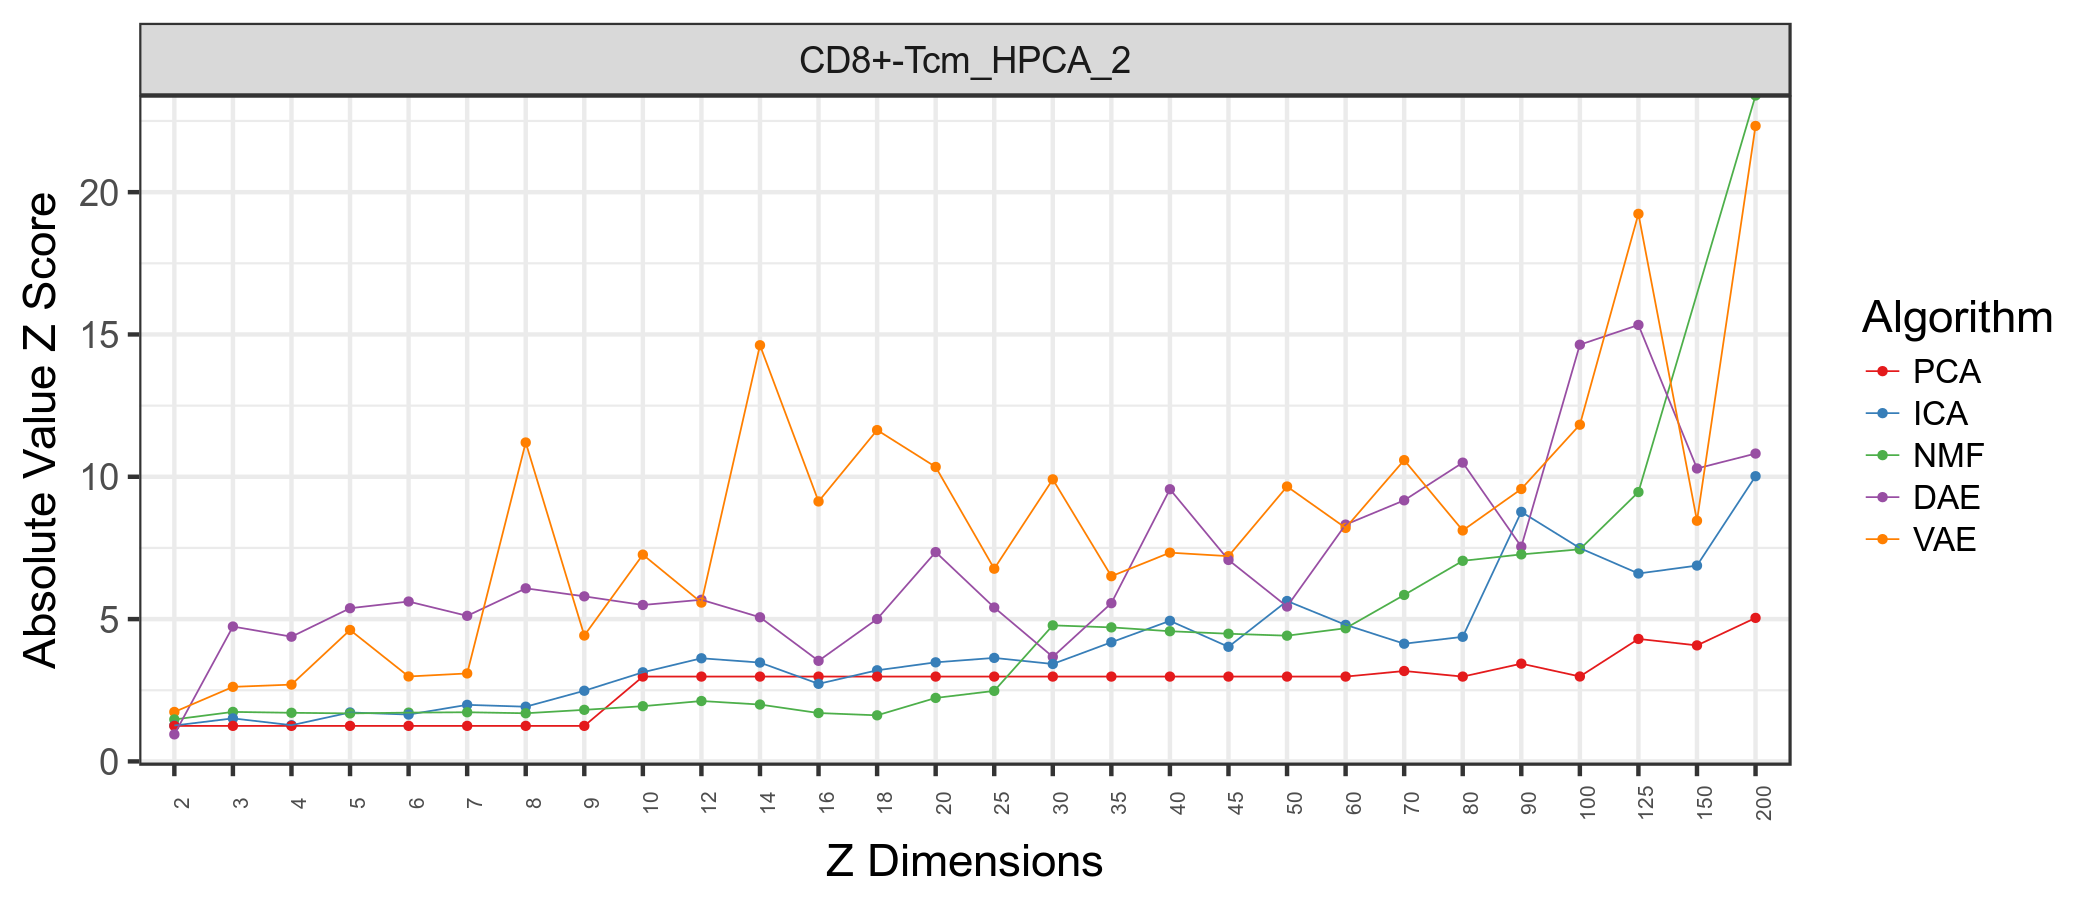 CD8+-Tcm_HPCA_2
Absolute Value Z Score
20
15
10
5
0
2 3 4 5 6 7 8 9 10 12 14 16 18 20 25 30 35 40 45 50 60 70 80 90 100 125 150 200
Z Dimensions
Algorithm
PCA
ICA
NMF
DAE
VAE